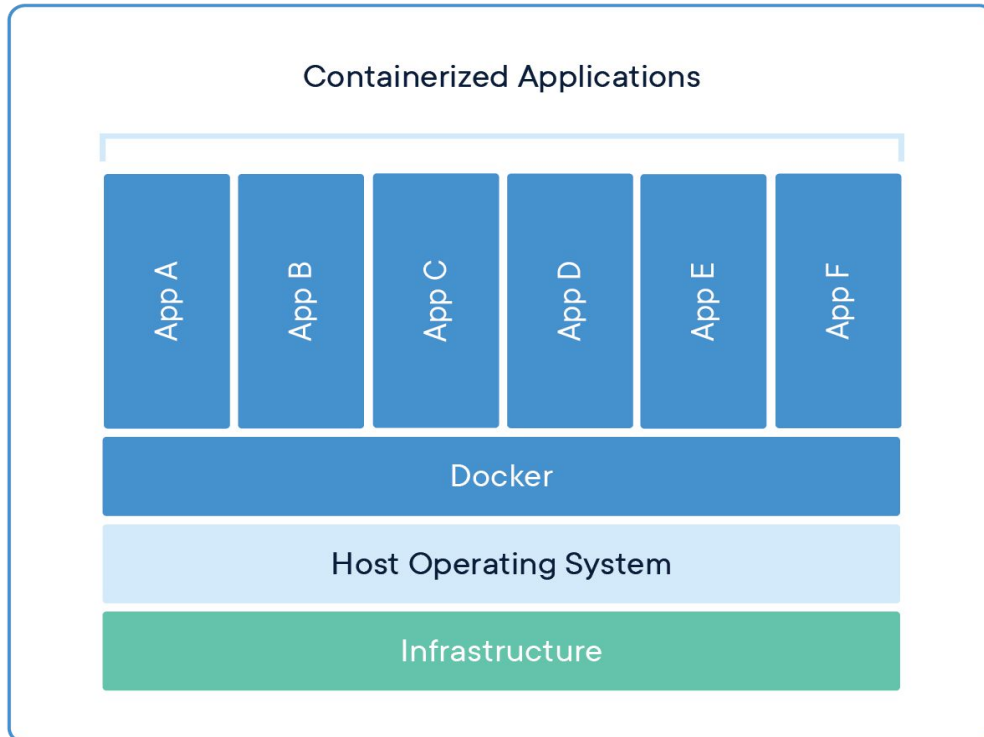 Containerized Applications
App A
App B
App C
App D
App E
App F
Docker
Host Operating System
Infrastructure